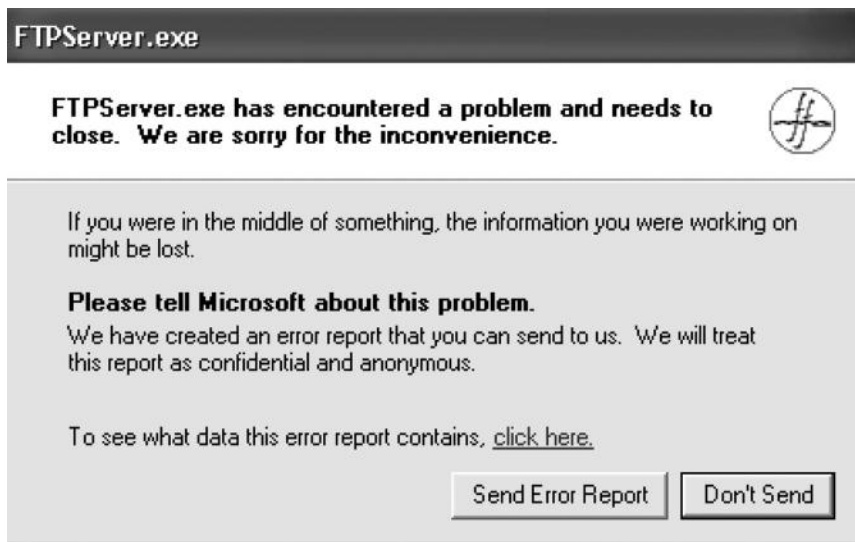 FTPServer.exe
FTPServer.exe has encountered a problem and needs to
close. We are sorry for the inconvenience.
If you were in the middle of something, the information you were working on
might be lost.
Please tell Microsoft about this problem.
We have created an error report that you can send to us. We will treat
this report as confidential and anonymous.
To see what data this error report contains, click here.
Send Error Report
Don't Send